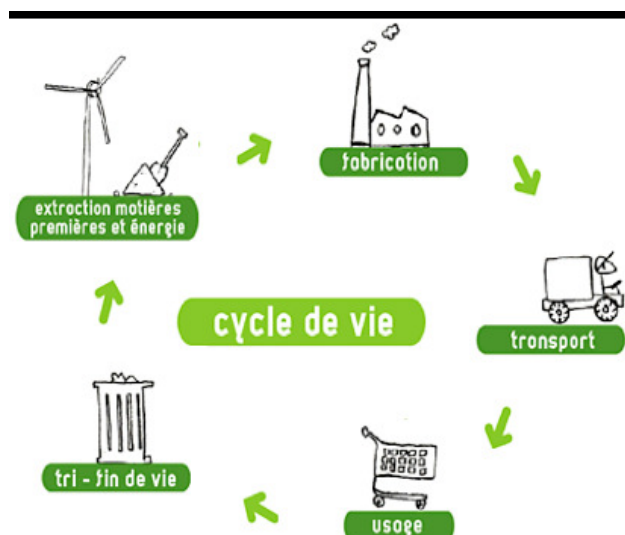 extraction matières
premières et énergie
fabrication
transport
cycle de vie
tri - fin de vie
usage